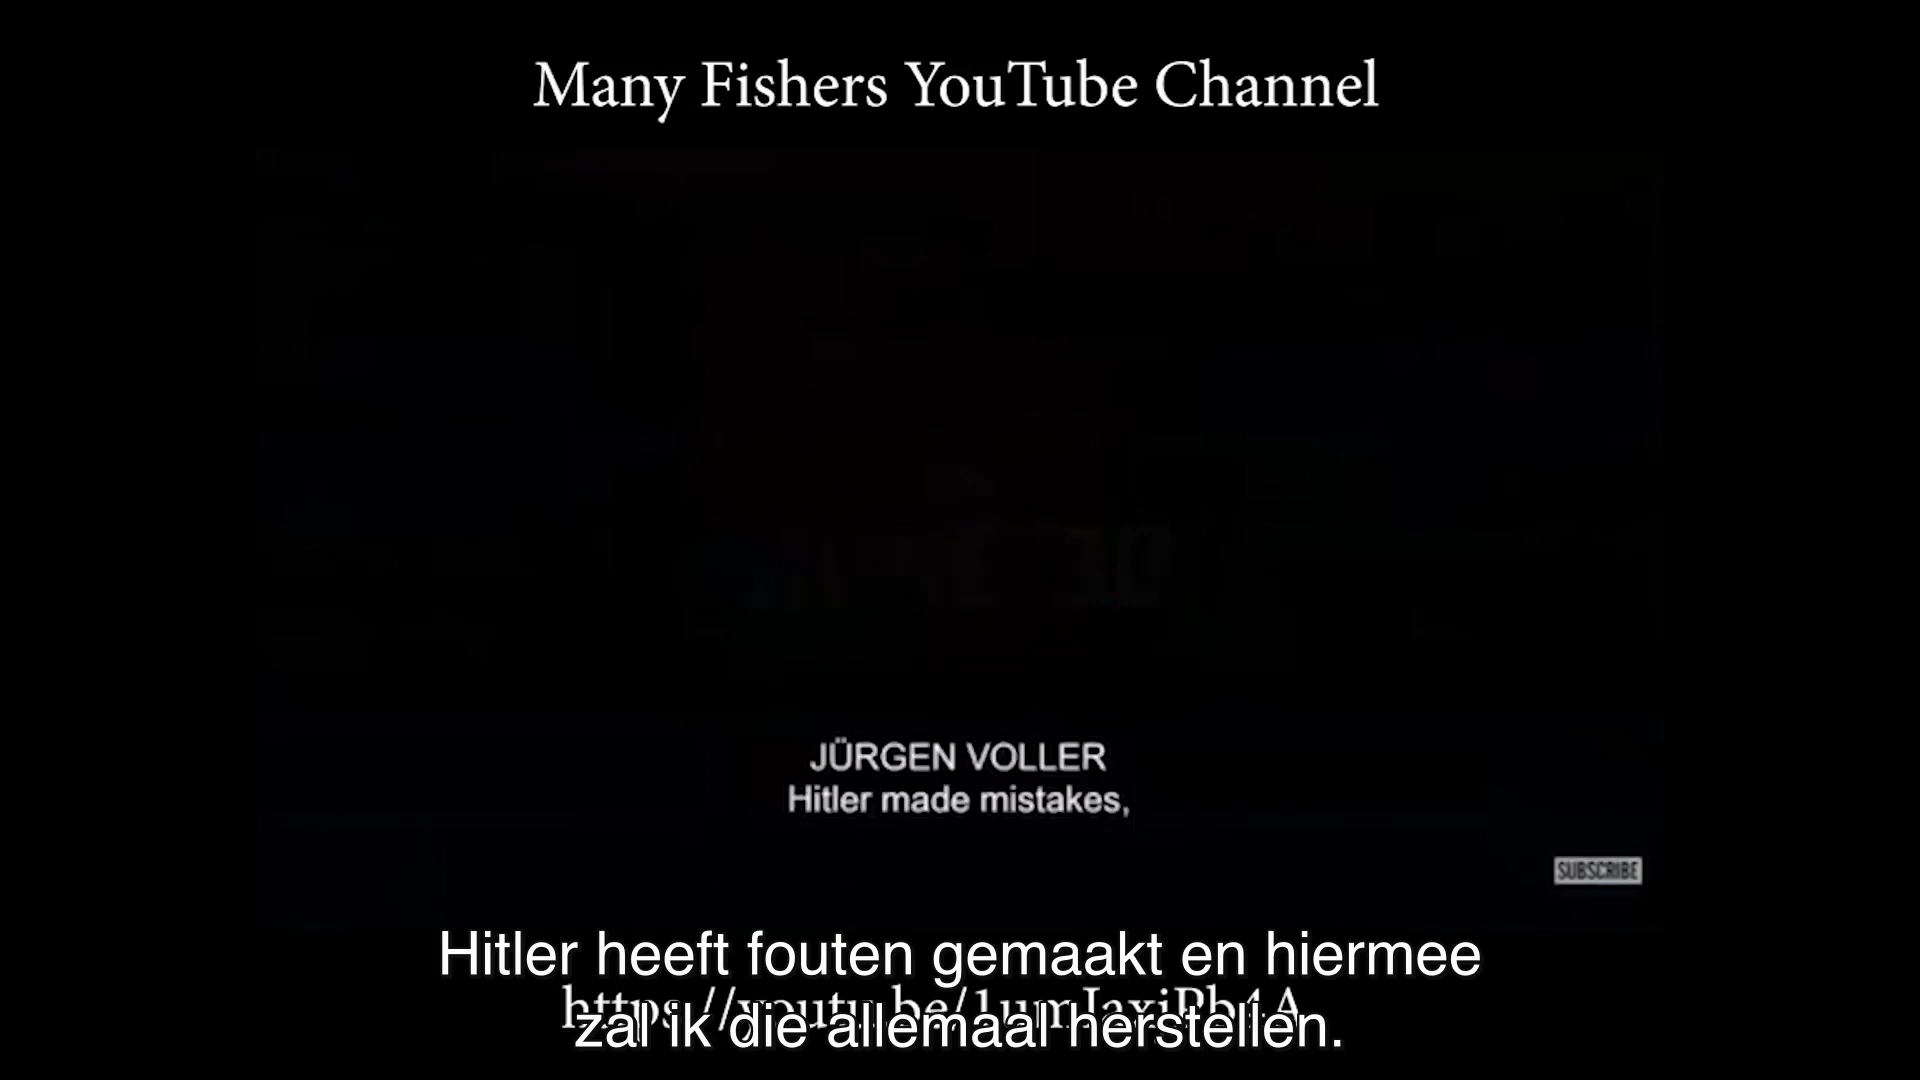 Many Fishers YouTube Channel
JÜRGEN VOLLER
Hitler made mistakes,
SUBSCRIBE
Hitler heeft fouten gemaakt en hiermee
zal ik die allemaal herstellen.